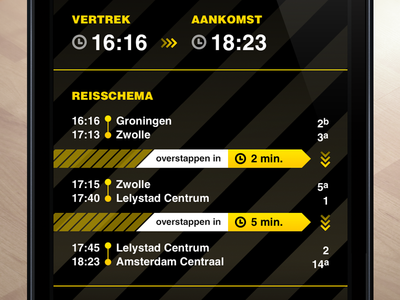 VERTREK AANKOMST
16:16 18:23
REISSCHEMA
16:16 Groningen 2b
17:13 Zwolle 3a
overstappen in 2 min.
17:15 Zwolle 5a
17:40 Lelystad Centrum 1
overstappen in 5 min.
17:45 Lelystad Centrum 2
18:23 Amsterdam Centraal 14a